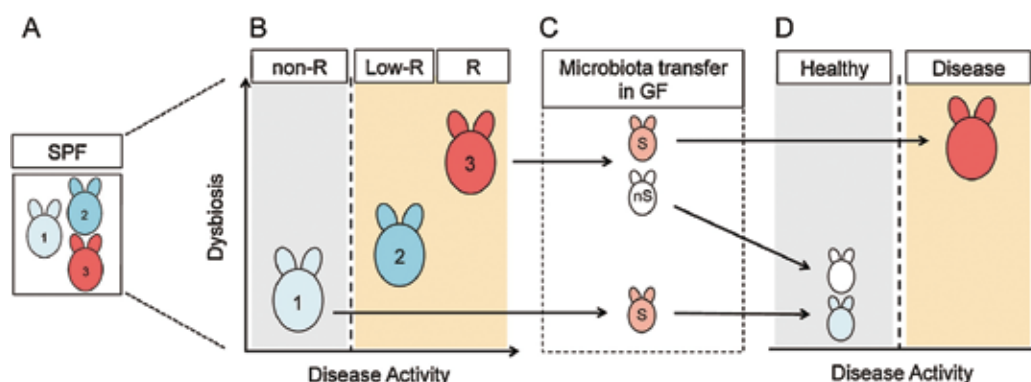 A
B
C
D
SPF
1
2
3
non-R
Low-R
R
Dysbiosis
1
2
3
Disease Activity
Microbiota transfer
in GF
S
nS
S
Healthy
Disease
Disease Activity